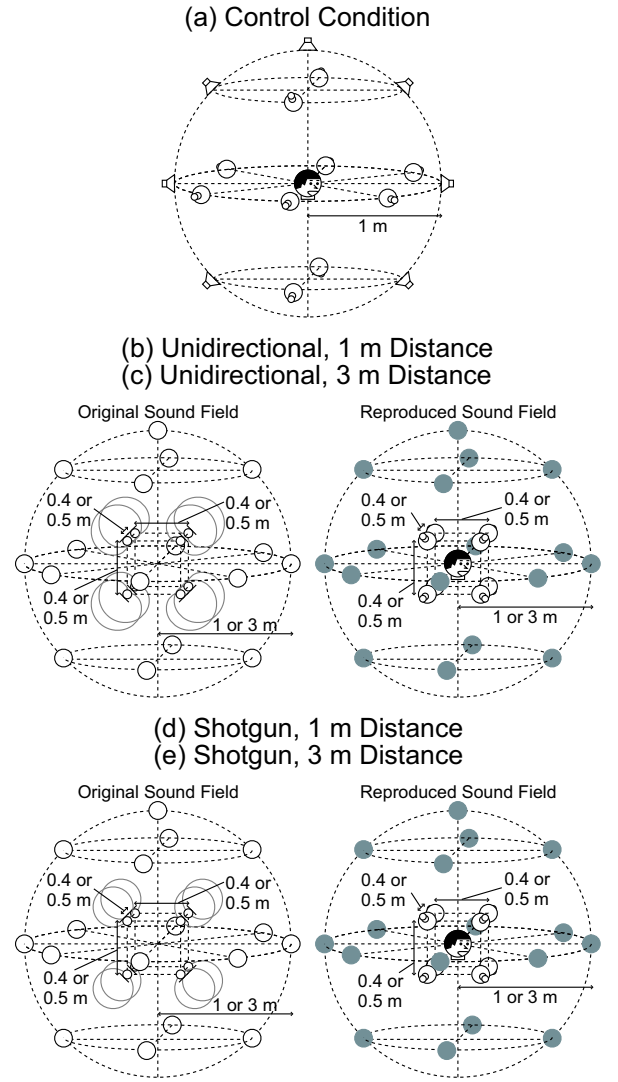 (a) Control Condition
1 m
(b) Unidirectional, 1 m Distance
(c) Unidirectional, 3 m Distance
Original Sound Field
0.4 or
0.5 m
0.4 or
0.5 m
0.4 or
0.5 m
1 or 3 m
Reproduced Sound Field
0.4 or
0.5 m
0.4 or
0.5 m
0.4 or
0.5 m
1 or 3 m
(d) Shotgun, 1 m Distance
(e) Shotgun, 3 m Distance
Original Sound Field
0.4 or
0.5 m
0.4 or
0.5 m
0.4 or
0.5 m
1 or 3 m
Reproduced Sound Field
0.4 or
0.5 m
0.4 or
0.5 m
0.4 or
0.5 m
1 or 3 m